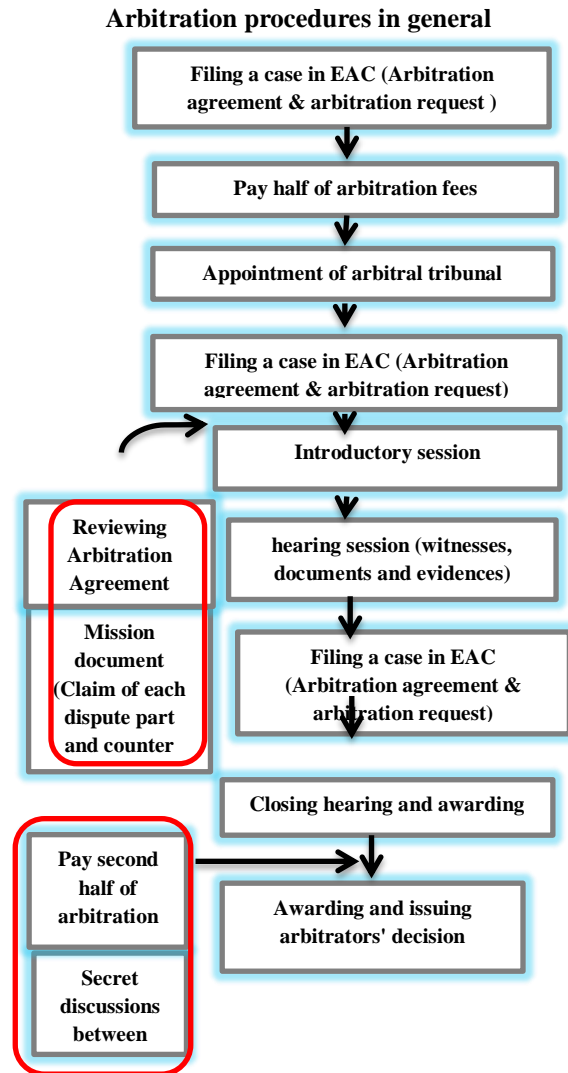 Arbitration procedures in general
Filing a case in EAC (Arbitration
agreement & arbitration request )
Pay half of arbitration fees
Appointment of arbitral tribunal
Filing a case in EAC (Arbitration
agreement & arbitration request)
Introductory session
Reviewing
Arbitration
Agreement
hearing session (witnesses,
documents and evidences)
Mission
document
(Claim of each
dispute part
and counter
Filing a case in EAC
(Arbitration agreement &
arbitration request)
Closing hearing and awarding
Pay second
half of
arbitration
Awarding and issuing
arbitrators' decision
Secret
discussions
between